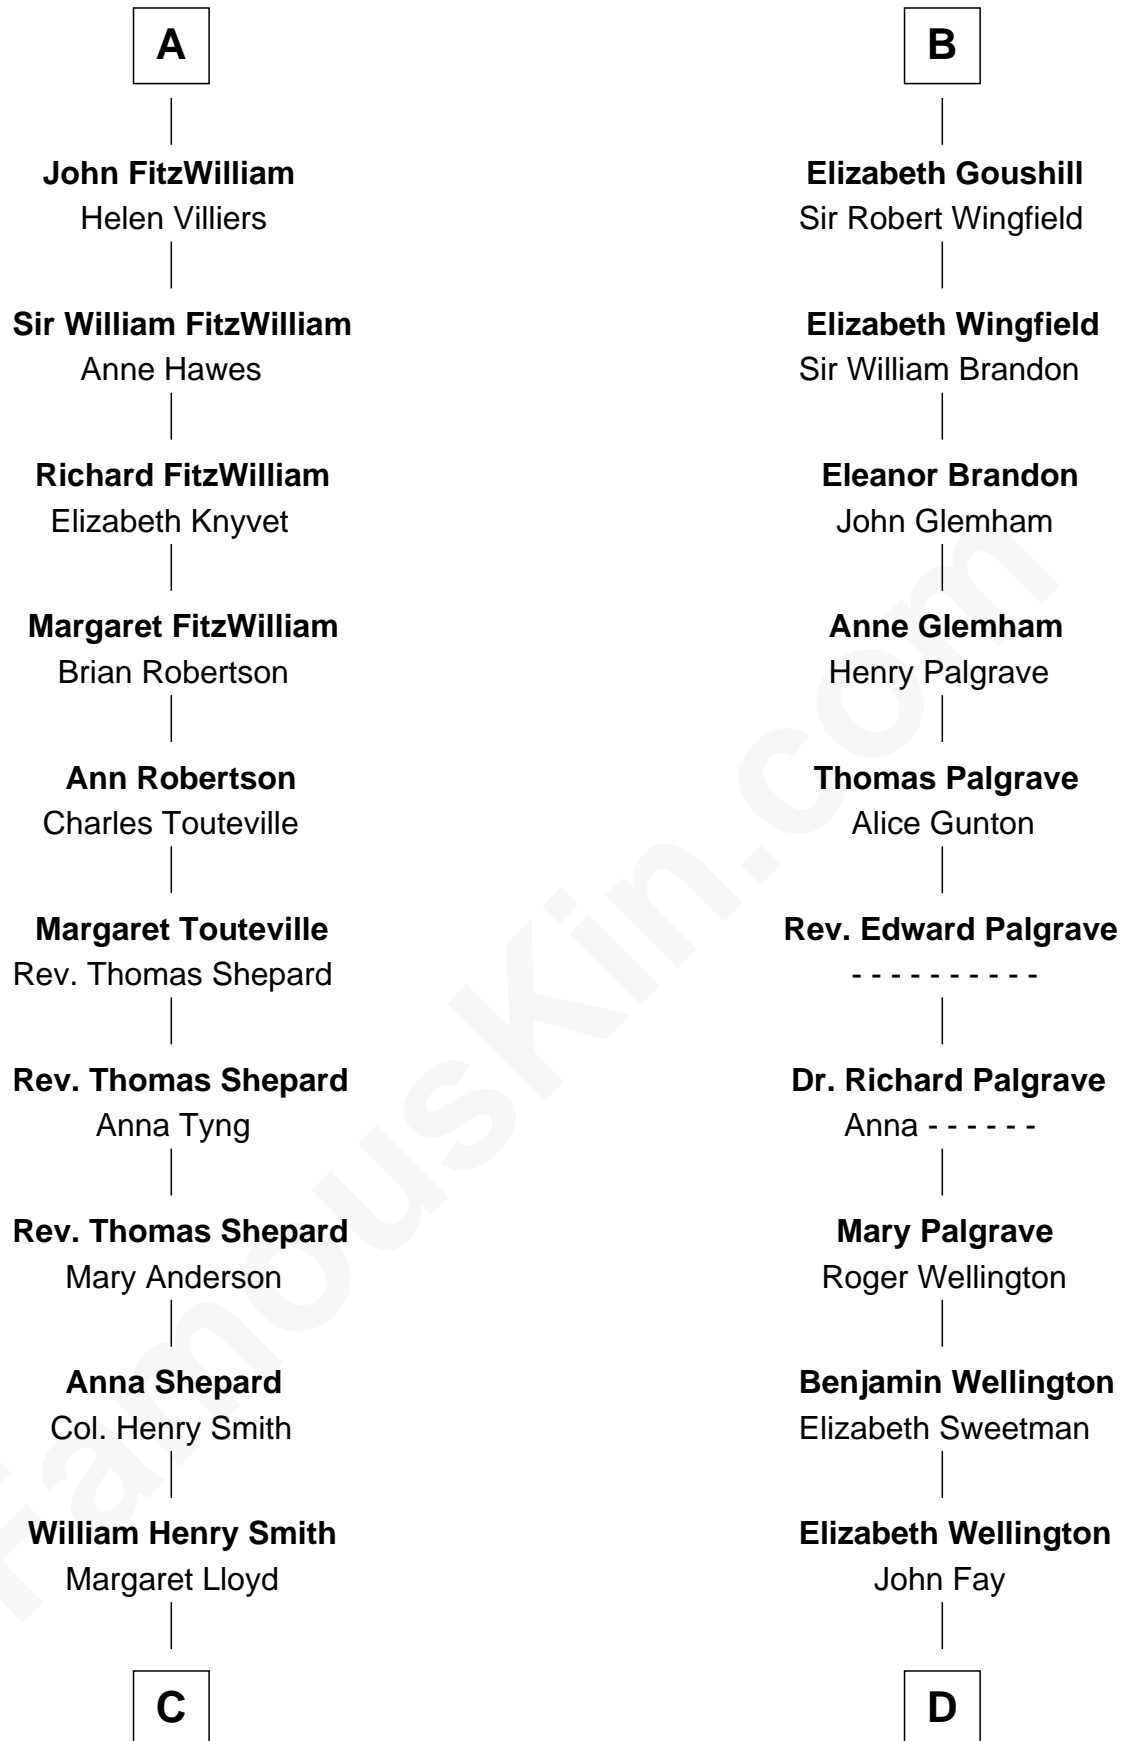 A
John FitzWilliam
Helen Villiers
Sir William FitzWilliam
Anne Hawes
Richard FitzWilliam
Elizabeth Knyvet
Margaret FitzWilliam
Brian Robertson
Ann Robertson
Charles Touteville
Margaret Touteville
Rev. Thomas Shepard
Rev. Thomas Shepard
Anna Tyng
Rev. Thomas Shepard
Mary Anderson
Anna Shepard
Col. Henry Smith
William Henry Smith
Margaret Lloyd
C
B
Elizabeth Goushill
Sir Robert Wingfield
Elizabeth Wingfield
Sir William Brandon
Eleanor Brandon
John Glemham
Anne Glemham
Henry Palgrave
Thomas Palgrave
Alice Gunton
Rev. Edward Palgrave
- - - - - - - - - -
Dr. Richard Palgrave
Anna - - - - - -
Mary Palgrave
Roger Wellington
Benjamin Wellington
Elizabeth Sweetman
Elizabeth Wellington
John Fay
D
FamousKin.com